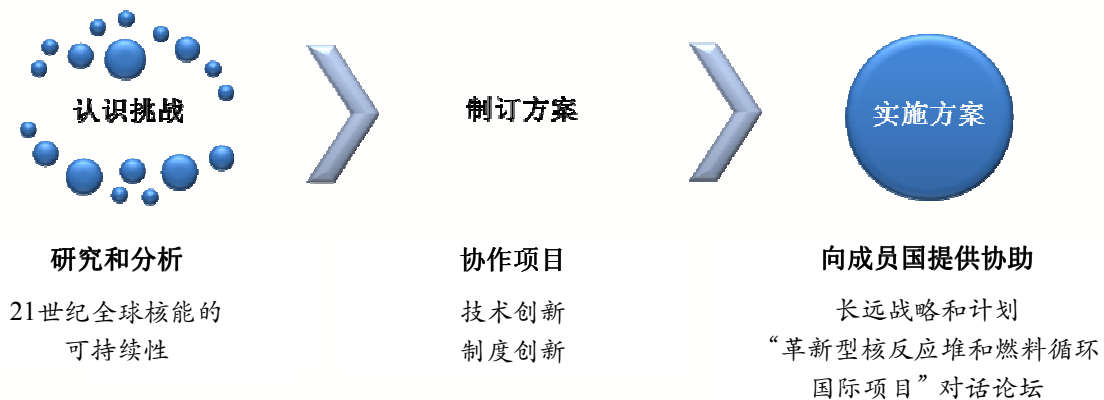 认识挑战
制订方案
实施方案
研究和分析
21世纪全球核能的
可持续性
协作项目
技术创新
制度创新
向成员国提供协助
长远战略和计划
“革新型核反应堆和燃料循环
国际项目”对话论坛